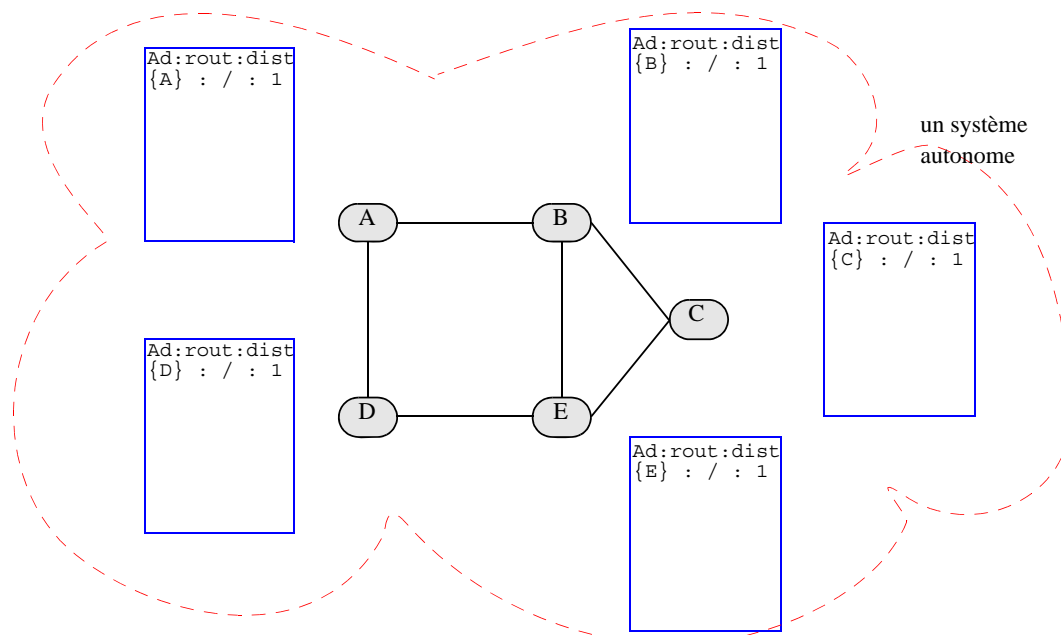 Ad:rout:dist
{A} : / : 1
Ad:rout:dist
{B} : / : 1
un système
autonome
A
B
Ad:rout:dist
{C} : / : 1
C
Ad:rout:dist
{D} : / : 1
D
E
Ad:rout:dist
{E} : / : 1